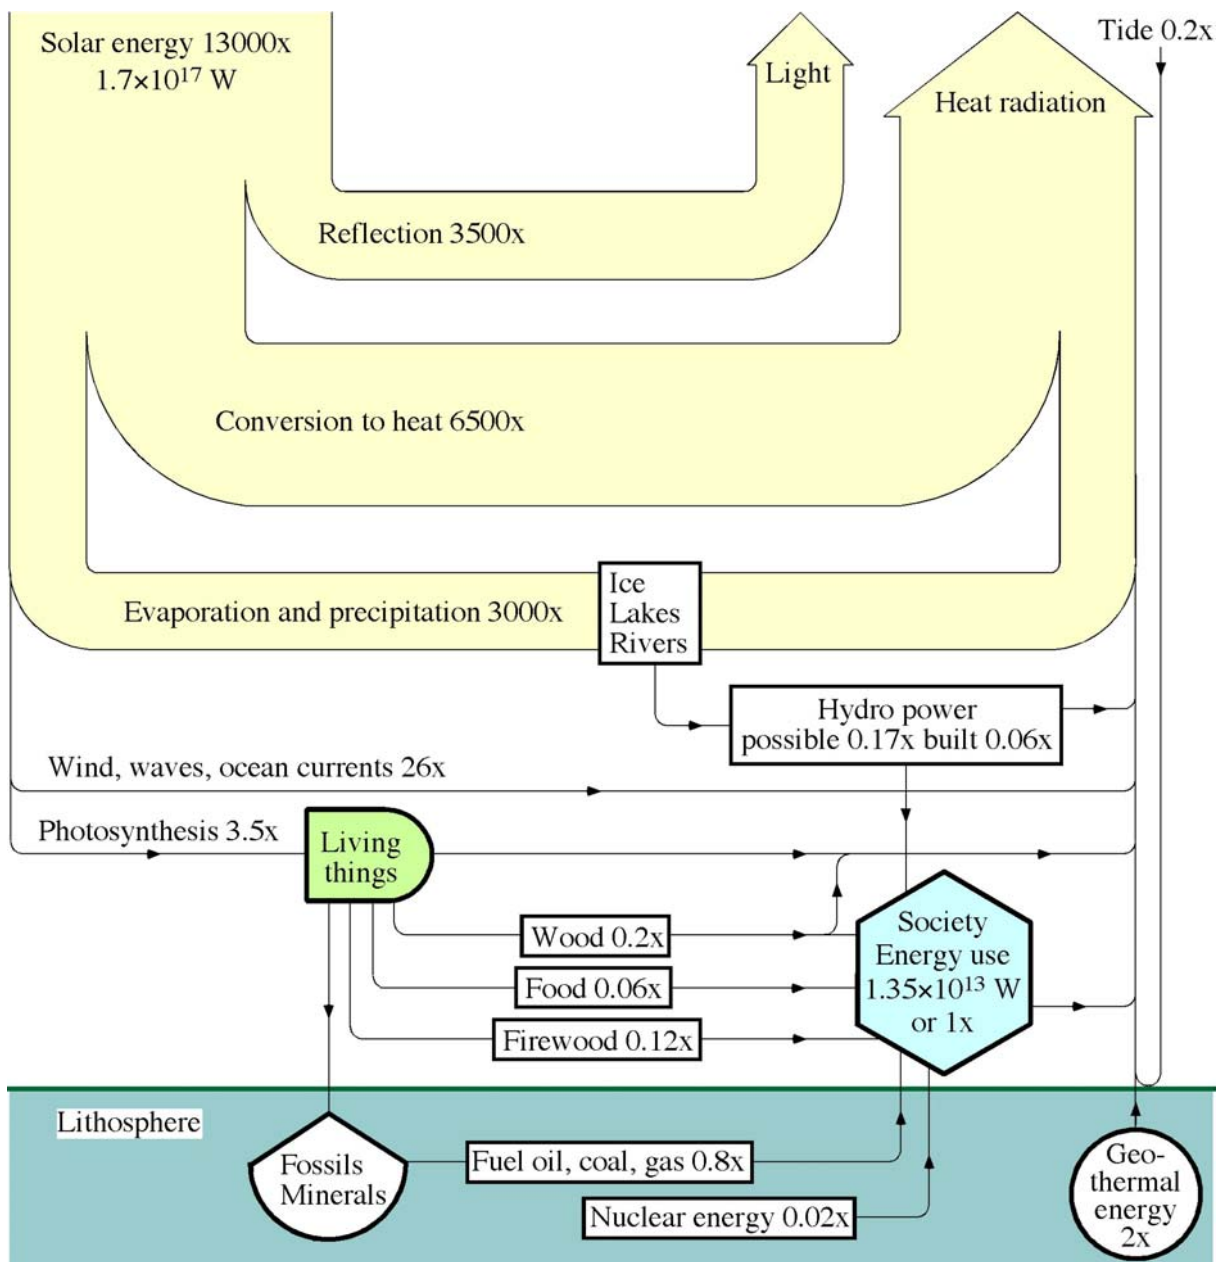 Solar energy 13000x
1.7×10¹⁷ W
Light
Heat radiation
Tide 0.2x
Reflection 3500x
Conversion to heat 6500x
Evaporation and precipitation 3000x
Ice
Lakes
Rivers
Hydro power
possible 0.17x built 0.06x
Wind, waves, ocean currents 26x
Photosynthesis 3.5x
Living
things
Wood 0.2x
Food 0.06x
Firewood 0.12x
Society
Energy use
1.35×10¹³ W
or 1x
Lithosphere
Fossils
Minerals
Fuel oil, coal, gas 0.8x
Nuclear energy 0.02x
Geo-
thermal
energy
2x